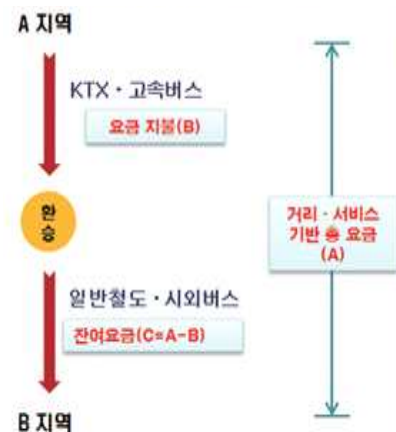 A 지역
KTX・고속버스
요금 지불(B)
환
승
거리・서비스
기반 총 요금
(A)
일반철도・시외버스
잔여요금(C=A-B)
B 지역